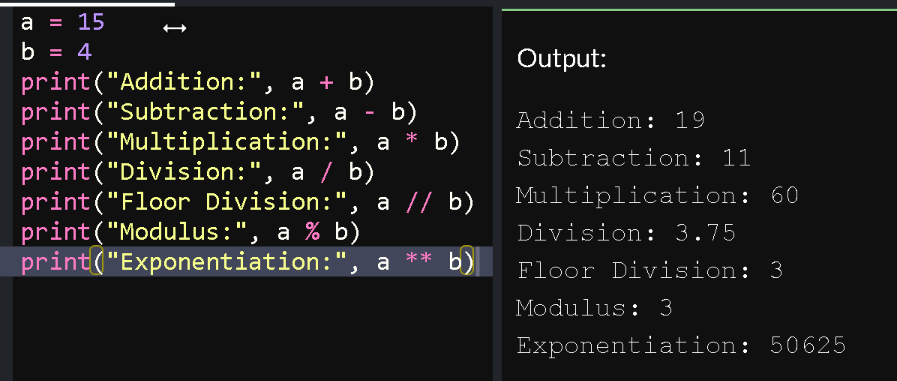 a = 15
b = 4
print("Addition:", a + b)
print("Subtraction:", a - b)
print("Multiplication:", a * b)
print("Division:", a / b)
print("Floor Division:", a // b)
print("Modulus:", a % b)
print("Exponentiation:", a ** b)
Output:
Addition: 19
Subtraction: 11
Multiplication: 60
Division: 3.75
Floor Division: 3
Modulus: 3
Exponentiation: 50625